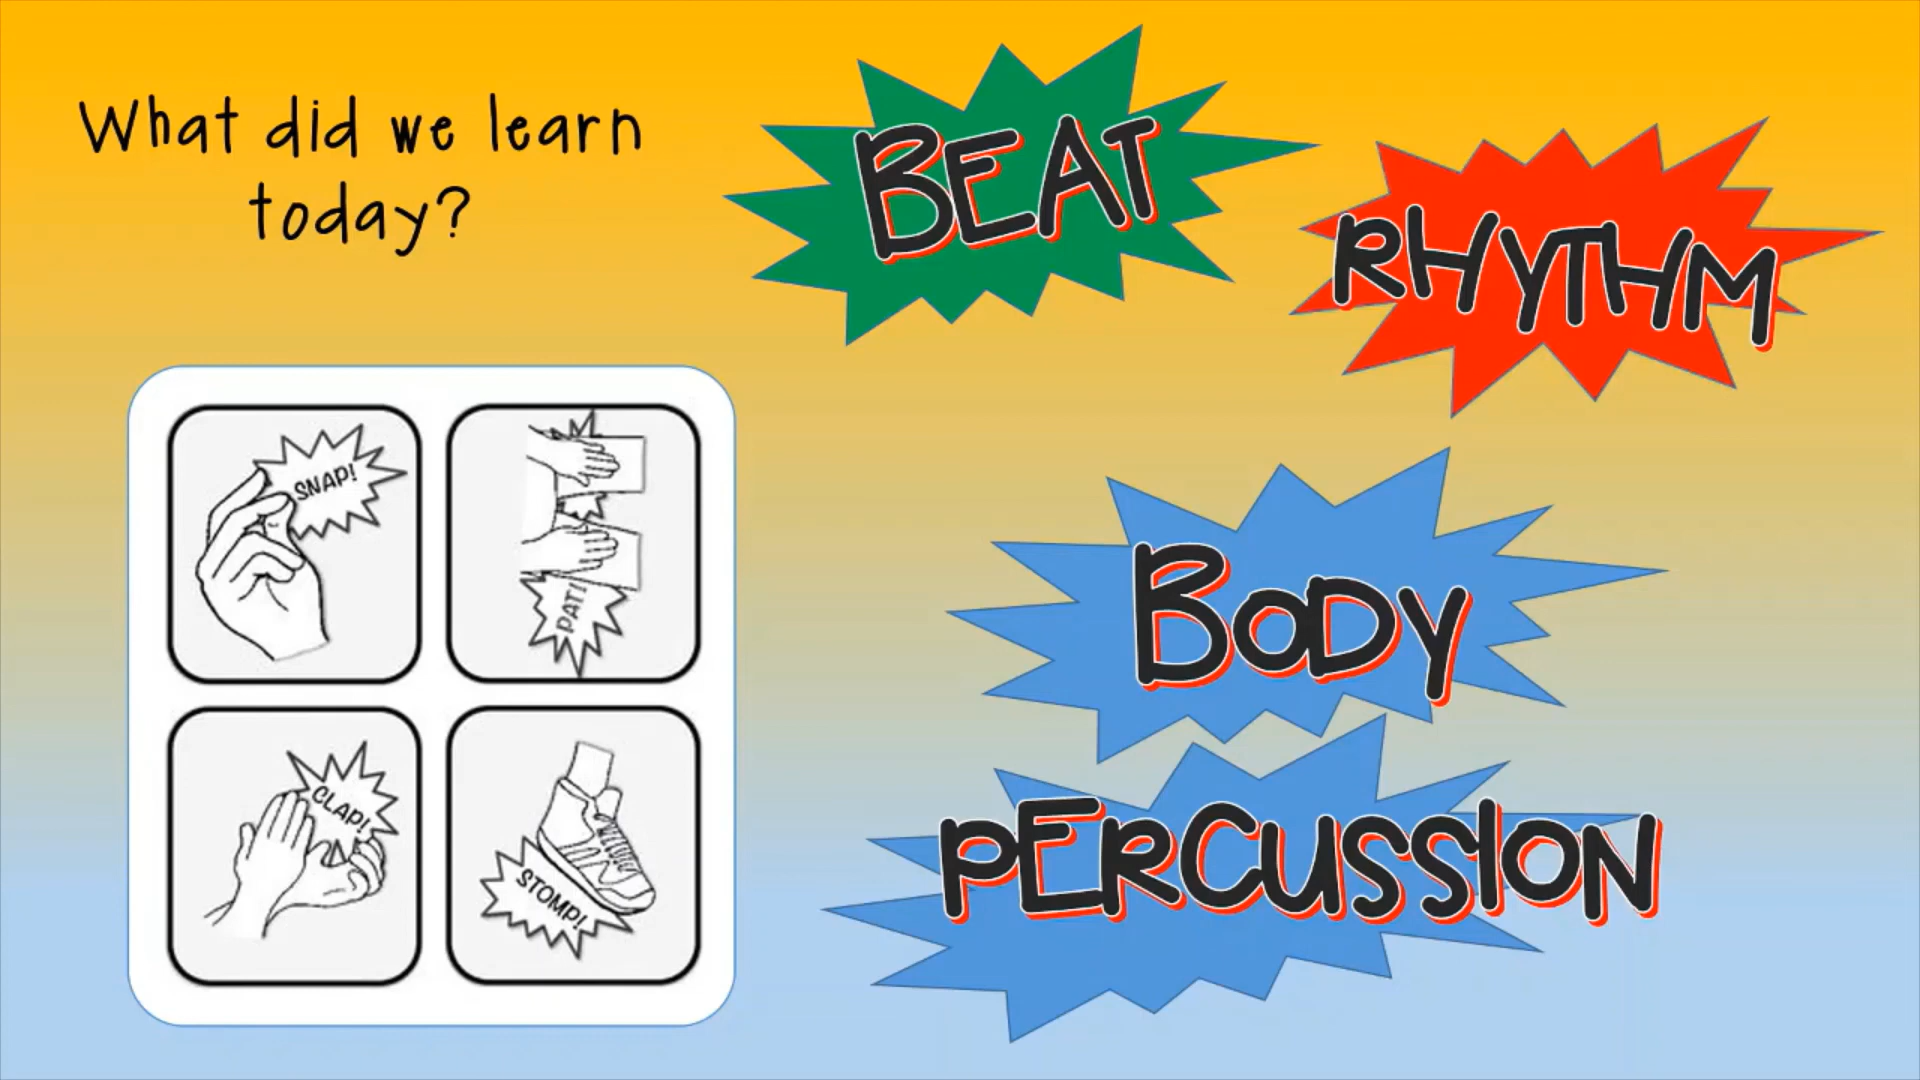 What did we learn
today?
BEAT
RHYTHM
SNAP!
PAT!
CLAP!
STOMP!
BODY
PERCUSSION